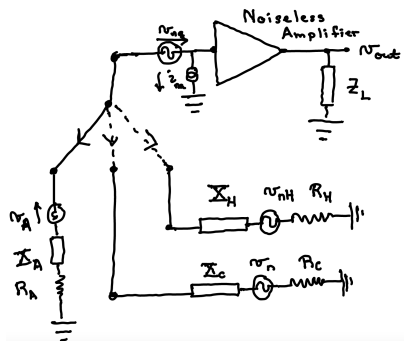 Noiseless
Amplifier
v_na
i_na
v_out
Z_L
v_A
X_A
R_A
X_H
v_nH
R_H
X_c
v_n
R_c